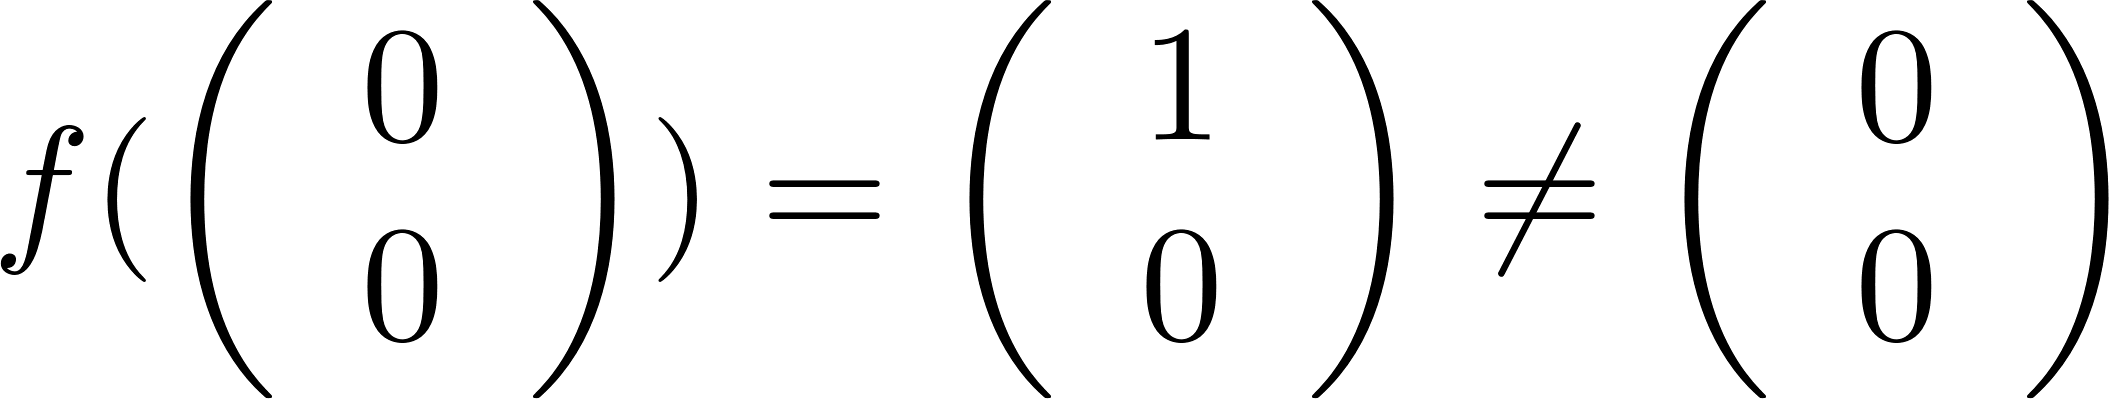 f( ( 0 0 ) ) = ( 1 0 ) ≠ ( 0 0 )